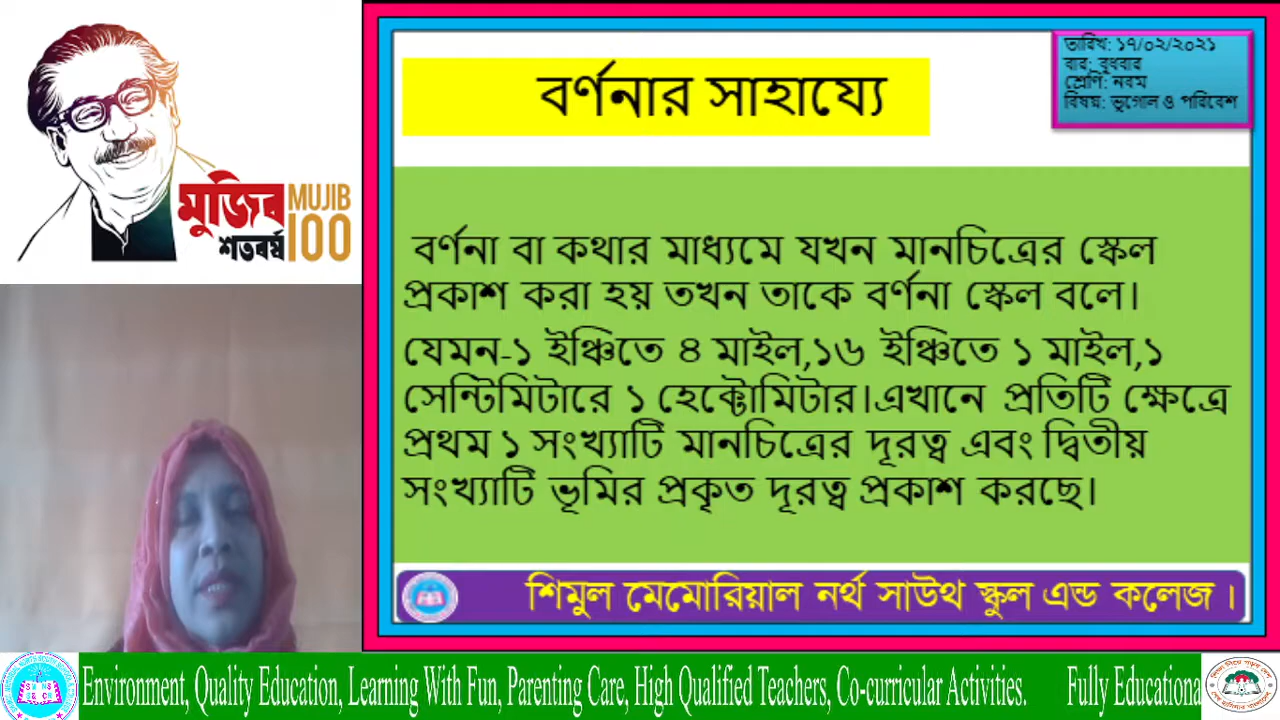 মুজিব
শতবর্ষ
MUJIB
100
বর্ণনার সাহায্যে
তারিখ: ১৭/০২/২০২১
বার: বুধবার
শ্রেণি: নবম
বিষয়: ভূগোল ও পরিবেশ
বর্ণনা বা কথার মাধ্যমে যখন মানচিত্রের স্কেল
প্রকাশ করা হয় তখন তাকে বর্ণনা স্কেল বলে।
যেমন-১ ইঞ্চিতে ৪ মাইল,১৬ ইঞ্চিতে ১ মাইল,১
সেন্টিমিটারে ১ হেক্টোমিটার।এখানে প্রতিটি ক্ষেত্রে
প্রথম ১ সংখ্যাটি মানচিত্রের দূরত্ব এবং দ্বিতীয়
সংখ্যাটি ভূমির প্রকৃত দূরত্ব প্রকাশ করছে।
শিমুল মেমোরিয়াল নর্থ সাউথ স্কুল এন্ড কলেজ ।
Environment, Quality Education, Learning With Fun, Parenting Care, High Qualified Teachers, Co-curricular Activities. Fully Educationa